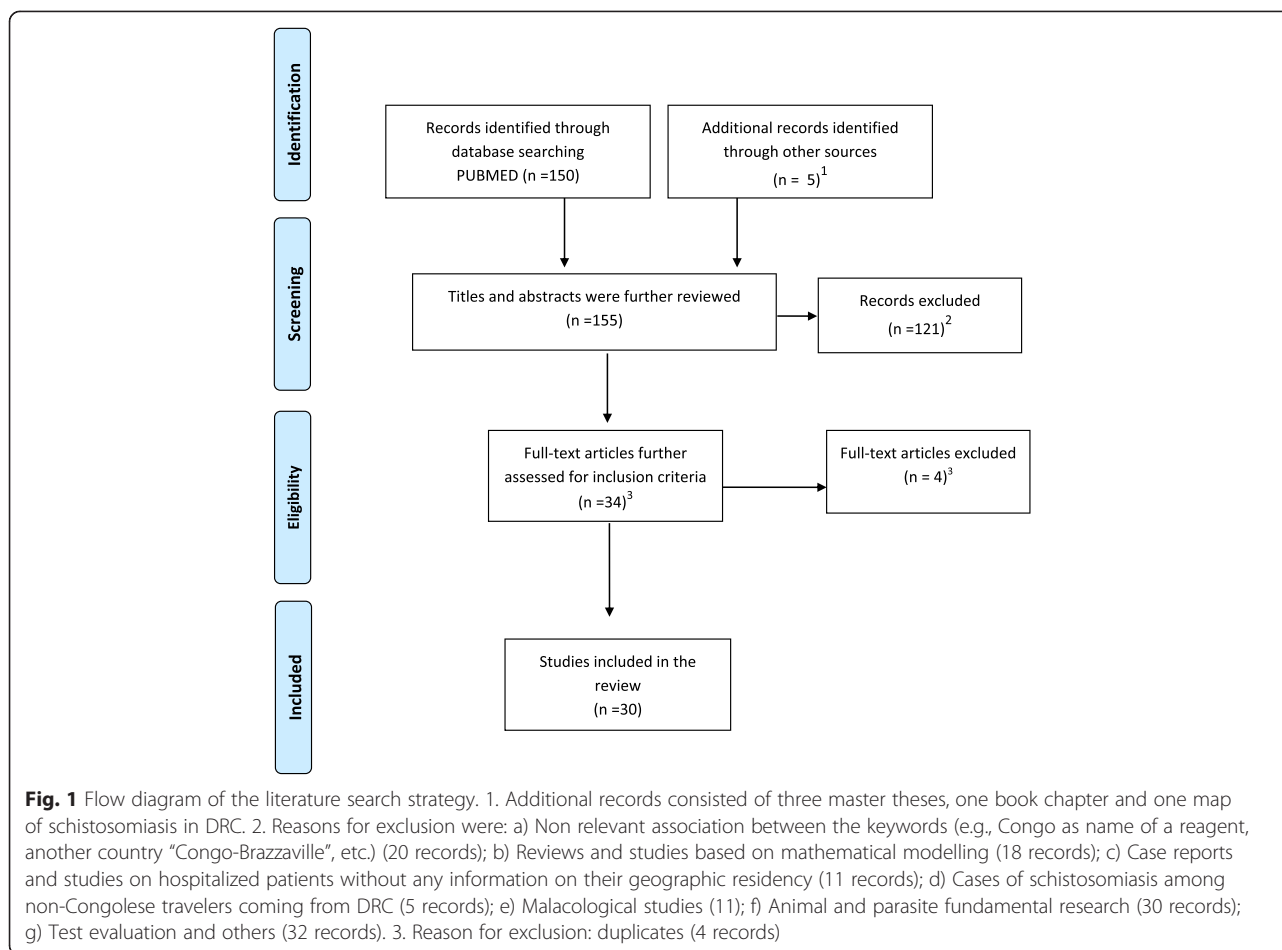 Identification
Records identified through
database searching
PUBMED (n =150)
Additional records identified
through other sources
(n = 5)1
Screening
Titles and abstracts were further reviewed
(n =155)
Records excluded
(n =121)2
Eligibility
Full-text articles further
assessed for inclusion criteria
(n =34)3
Full-text articles excluded
(n = 4)3
Included
Studies included in the
review
(n =30)
Fig. 1 Flow diagram of the literature search strategy. 1. Additional records consisted of three master theses, one book chapter and one map
of schistosomiasis in DRC. 2. Reasons for exclusion were: a) Non relevant association between the keywords (e.g., Congo as name of a reagent,
another country “Congo-Brazzaville”, etc.) (20 records); b) Reviews and studies based on mathematical modelling (18 records); c) Case reports
and studies on hospitalized patients without any information on their geographic residency (11 records); d) Cases of schistosomiasis among
non-Congolese travelers coming from DRC (5 records); e) Malacological studies (11); f) Animal and parasite fundamental research (30 records);
g) Test evaluation and others (32 records). 3. Reason for exclusion: duplicates (4 records)